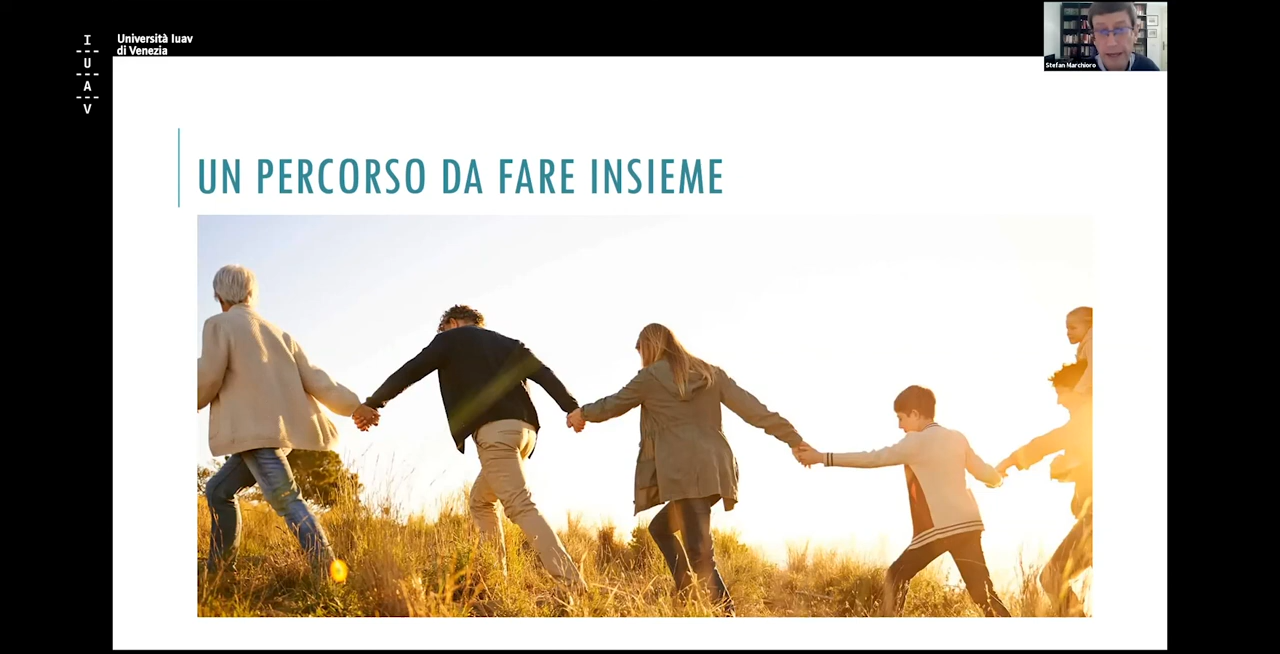 I
U
A
V
Università Iuav
di Venezia
Stefan Marchioro
UN PERCORSO DA FARE INSIEME